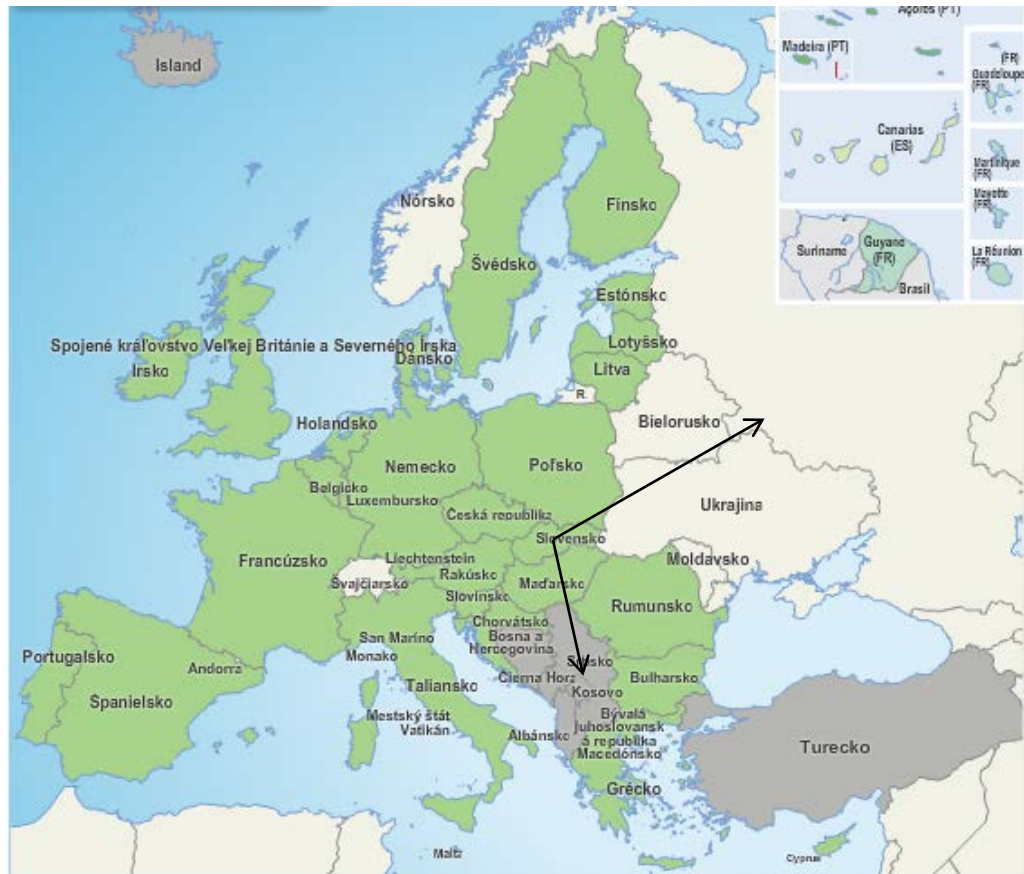 Açores (PT)
Island
Madeira (PT)
(FR)
Guadeloupe
(FR)
Canarias
(ES)
Martinique
(FR)
Mayotte
(FR)
Nórsko
Fínsko
Suriname
Guyane
(FR)
Brasil
La Réunion
(FR)
Švédsko
Estónsko
Spojené kráľovstvo Veľkej Británie a Severného Írska
Lotyšsko
Dánsko
Írsko
Litva
R.
Holandsko
Bielorusko
Nemecko
Poľsko
Belgicko
Luxembursko
Ukrajina
Česká republika
Slovensko
Francúzsko
Liechtenstein
Moldavsko
Švajčiarsko
Rakúsko
Maďarsko
Slovinsko
Rumunsko
Chorvátsko
San Maríno
Bosna a
Hercegovina
Portugalsko
Monako
Andorra
Srbsko
Čierna Hora
Bulharsko
Španielsko
Taliansko
Kosovo
Mestský štát
Vatikán
Bývalá
juhoslovansk
á republika
Macedónsko
Albánsko
Turecko
Grécko
Malta
Cyprus